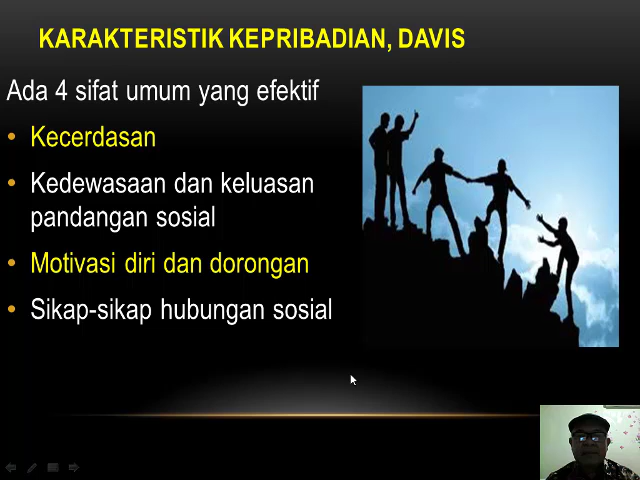 KARAKTERISTIK KEPRIBADIAN, DAVIS
Ada 4 sifat umum yang efektif
• Kecerdasan
• Kedewasaan dan keluasan
pandangan sosial
• Motivasi diri dan dorongan
• Sikap-sikap hubungan sosial